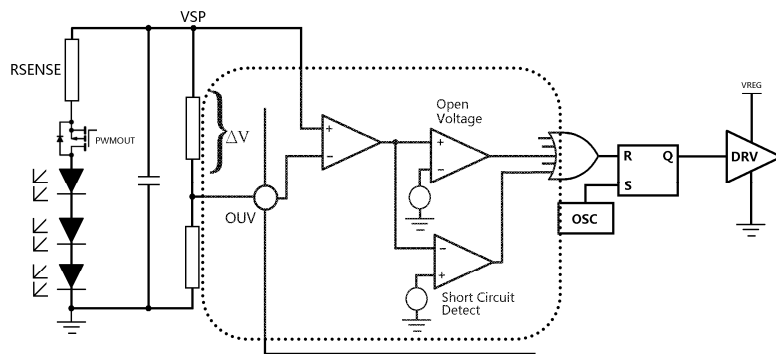 VSP
RSENSE
PWMOUT
ΔV
OUV
+
−
Open
Voltage
+
−
−
+
Short Circuit
Detect
R
Q
S
OSC
VREG
DRV